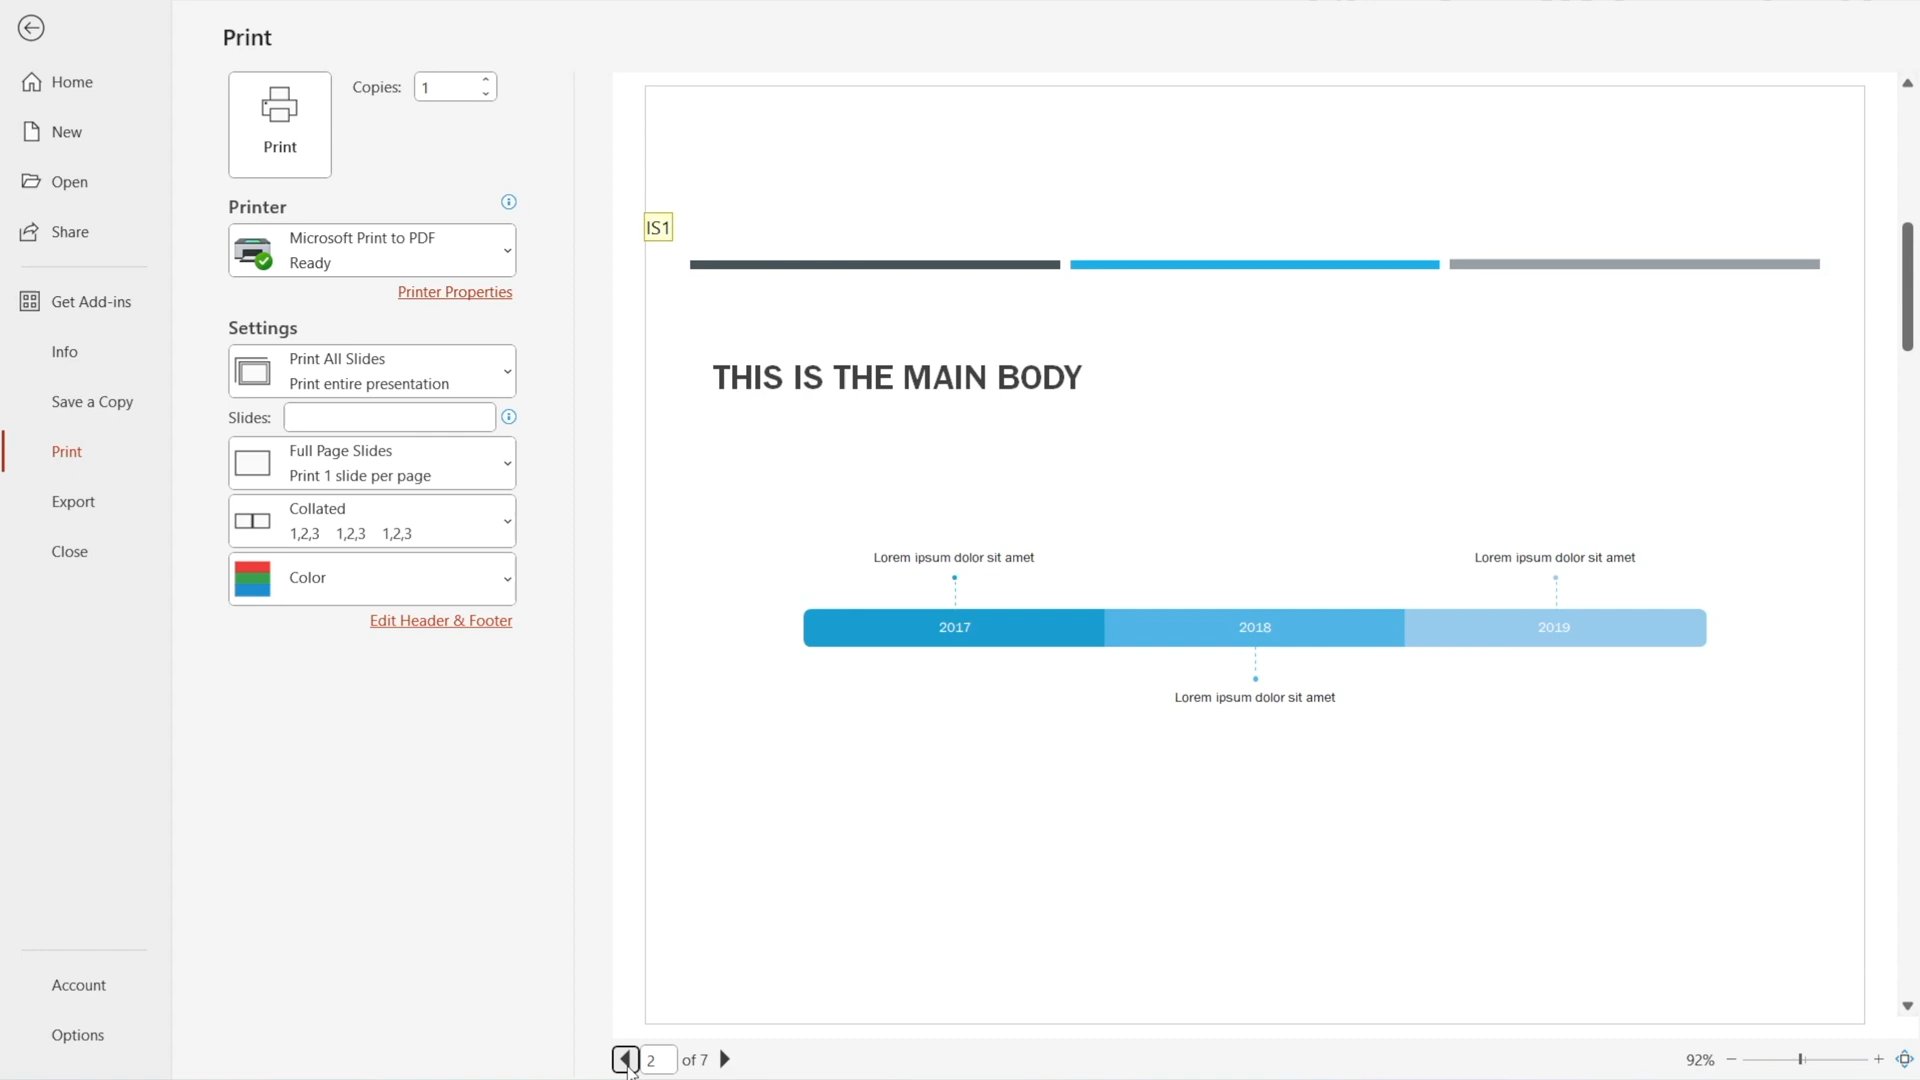 Print
Home
New
Open
Share
Get Add-ins
Info
Save a Copy
Print
Export
Close
Account
Options
Print
Copies: 1
Printer
Microsoft Print to PDF
Ready
Printer Properties
Settings
Print All Slides
Print entire presentation
Slides:
Full Page Slides
Print 1 slide per page
Collated
1,2,3 1,2,3 1,2,3
Color
Edit Header & Footer
IS1
THIS IS THE MAIN BODY
Lorem ipsum dolor sit amet
Lorem ipsum dolor sit amet
2017
2018
2019
Lorem ipsum dolor sit amet
2 of 7
92%